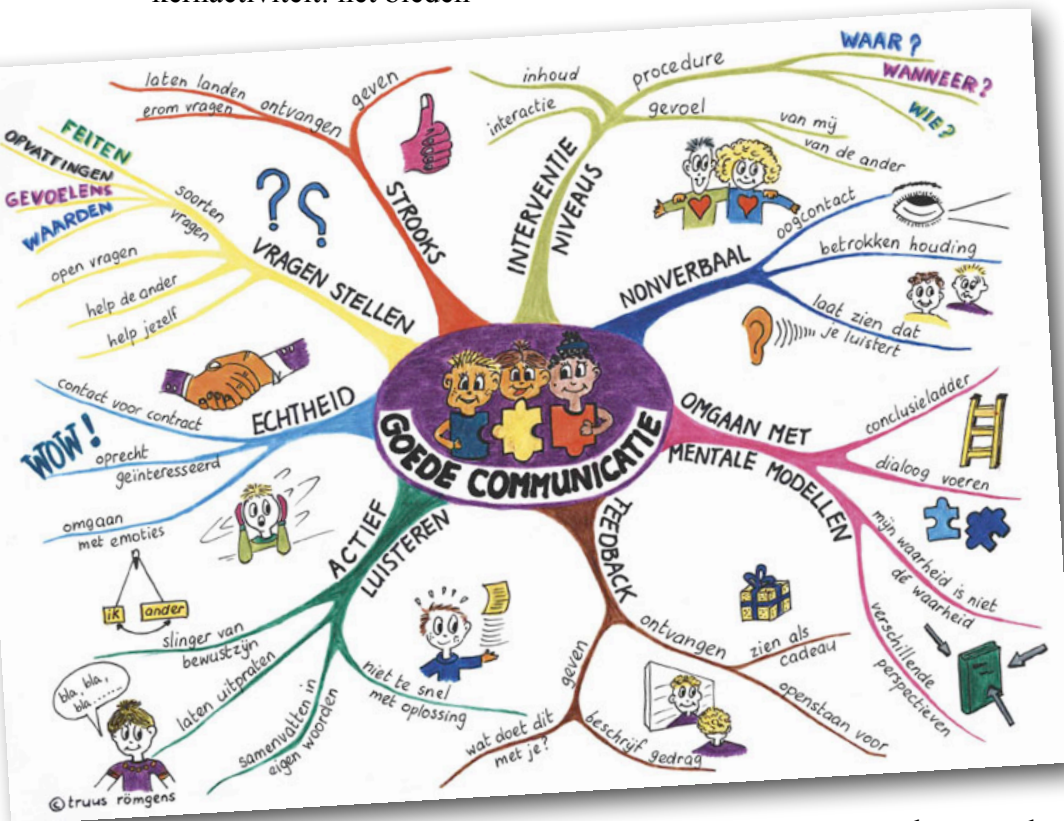 kernactiviteit: het bieden
GOEDE COMMUNICATIE
STROOKS
geven
ontvangen
laten landen
erom vragen
INTERVENTIE
NIVEAUS
inhoud
interactie
procedure
WAAR?
WANNEER?
WIE?
gevoel
van mij
van de ander
NONVERBAAL
oogcontact
betrokken houding
laat zien dat
je luistert
OMGAAN MET
MENTALE MODELLEN
conclusieladder
dialoog voeren
mijn waarheid is niet
dé waarheid
verschillende
perspectieven
FEEDBACK
ontvangen
zien als
cadeau
openstaan voor
geven
beschrijf gedrag
wat doet dit
met je?
ACTIEF
LUISTEREN
niet te snel
met oplossing
samenvatten in
eigen woorden
laten uitpraten
slinger van
bewustzijn
ik
ander
bla, bla,
bla......
ECHTHEID
contact voor contract
WOW!
oprecht
geïnteresseerd
omgaan
met emoties
VRAGEN STELLEN
soorten
vragen
FEITEN
OPVATTINGEN
GEVOELENS
WAARDEN
open vragen
help de ander
help jezelf
??
© truus römgens